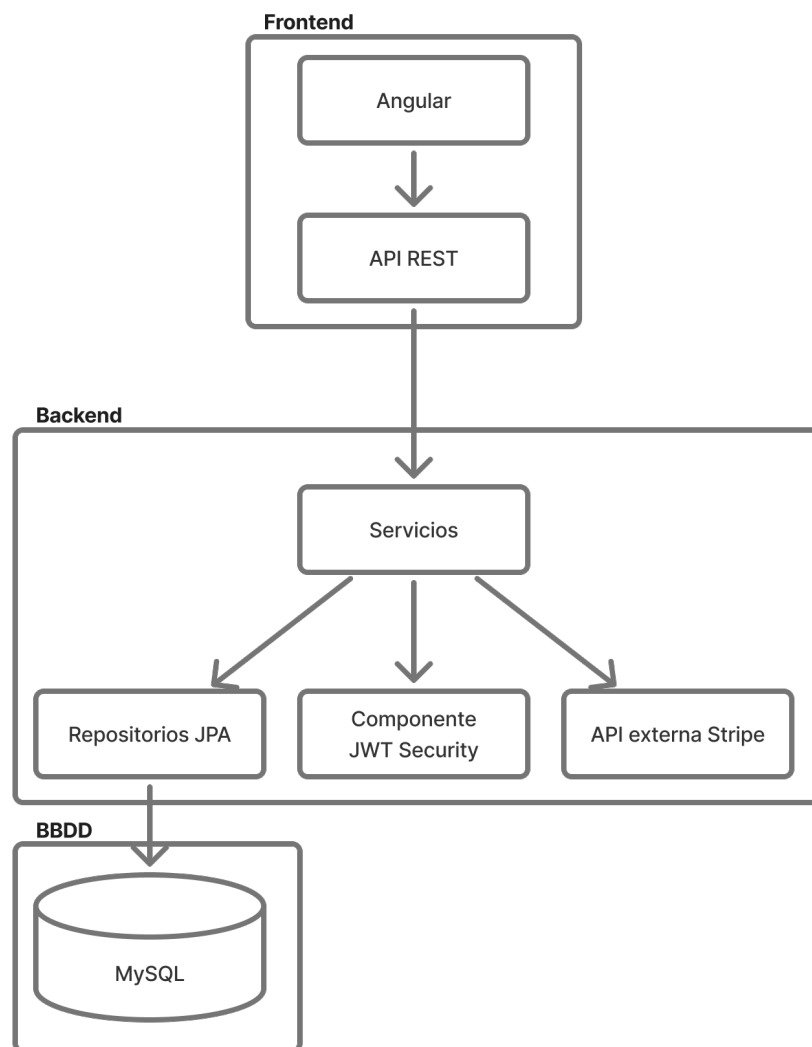 Frontend
Angular
API REST
Backend
Servicios
Repositorios JPA
Componente
JWT Security
API externa Stripe
BBDD
MySQL